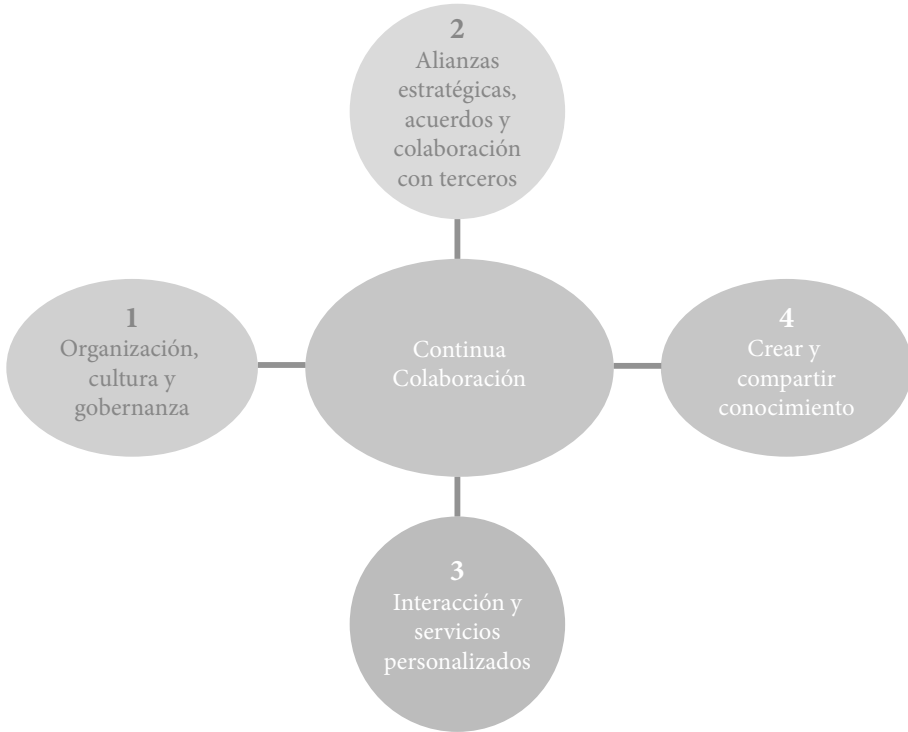 2
Alianzas
estratégicas,
acuerdos y
colaboración
con terceros
1
Organización,
cultura y
gobernanza
Continua
Colaboración
4
Crear y
compartir
conocimiento
3
Interacción y
servicios
personalizados